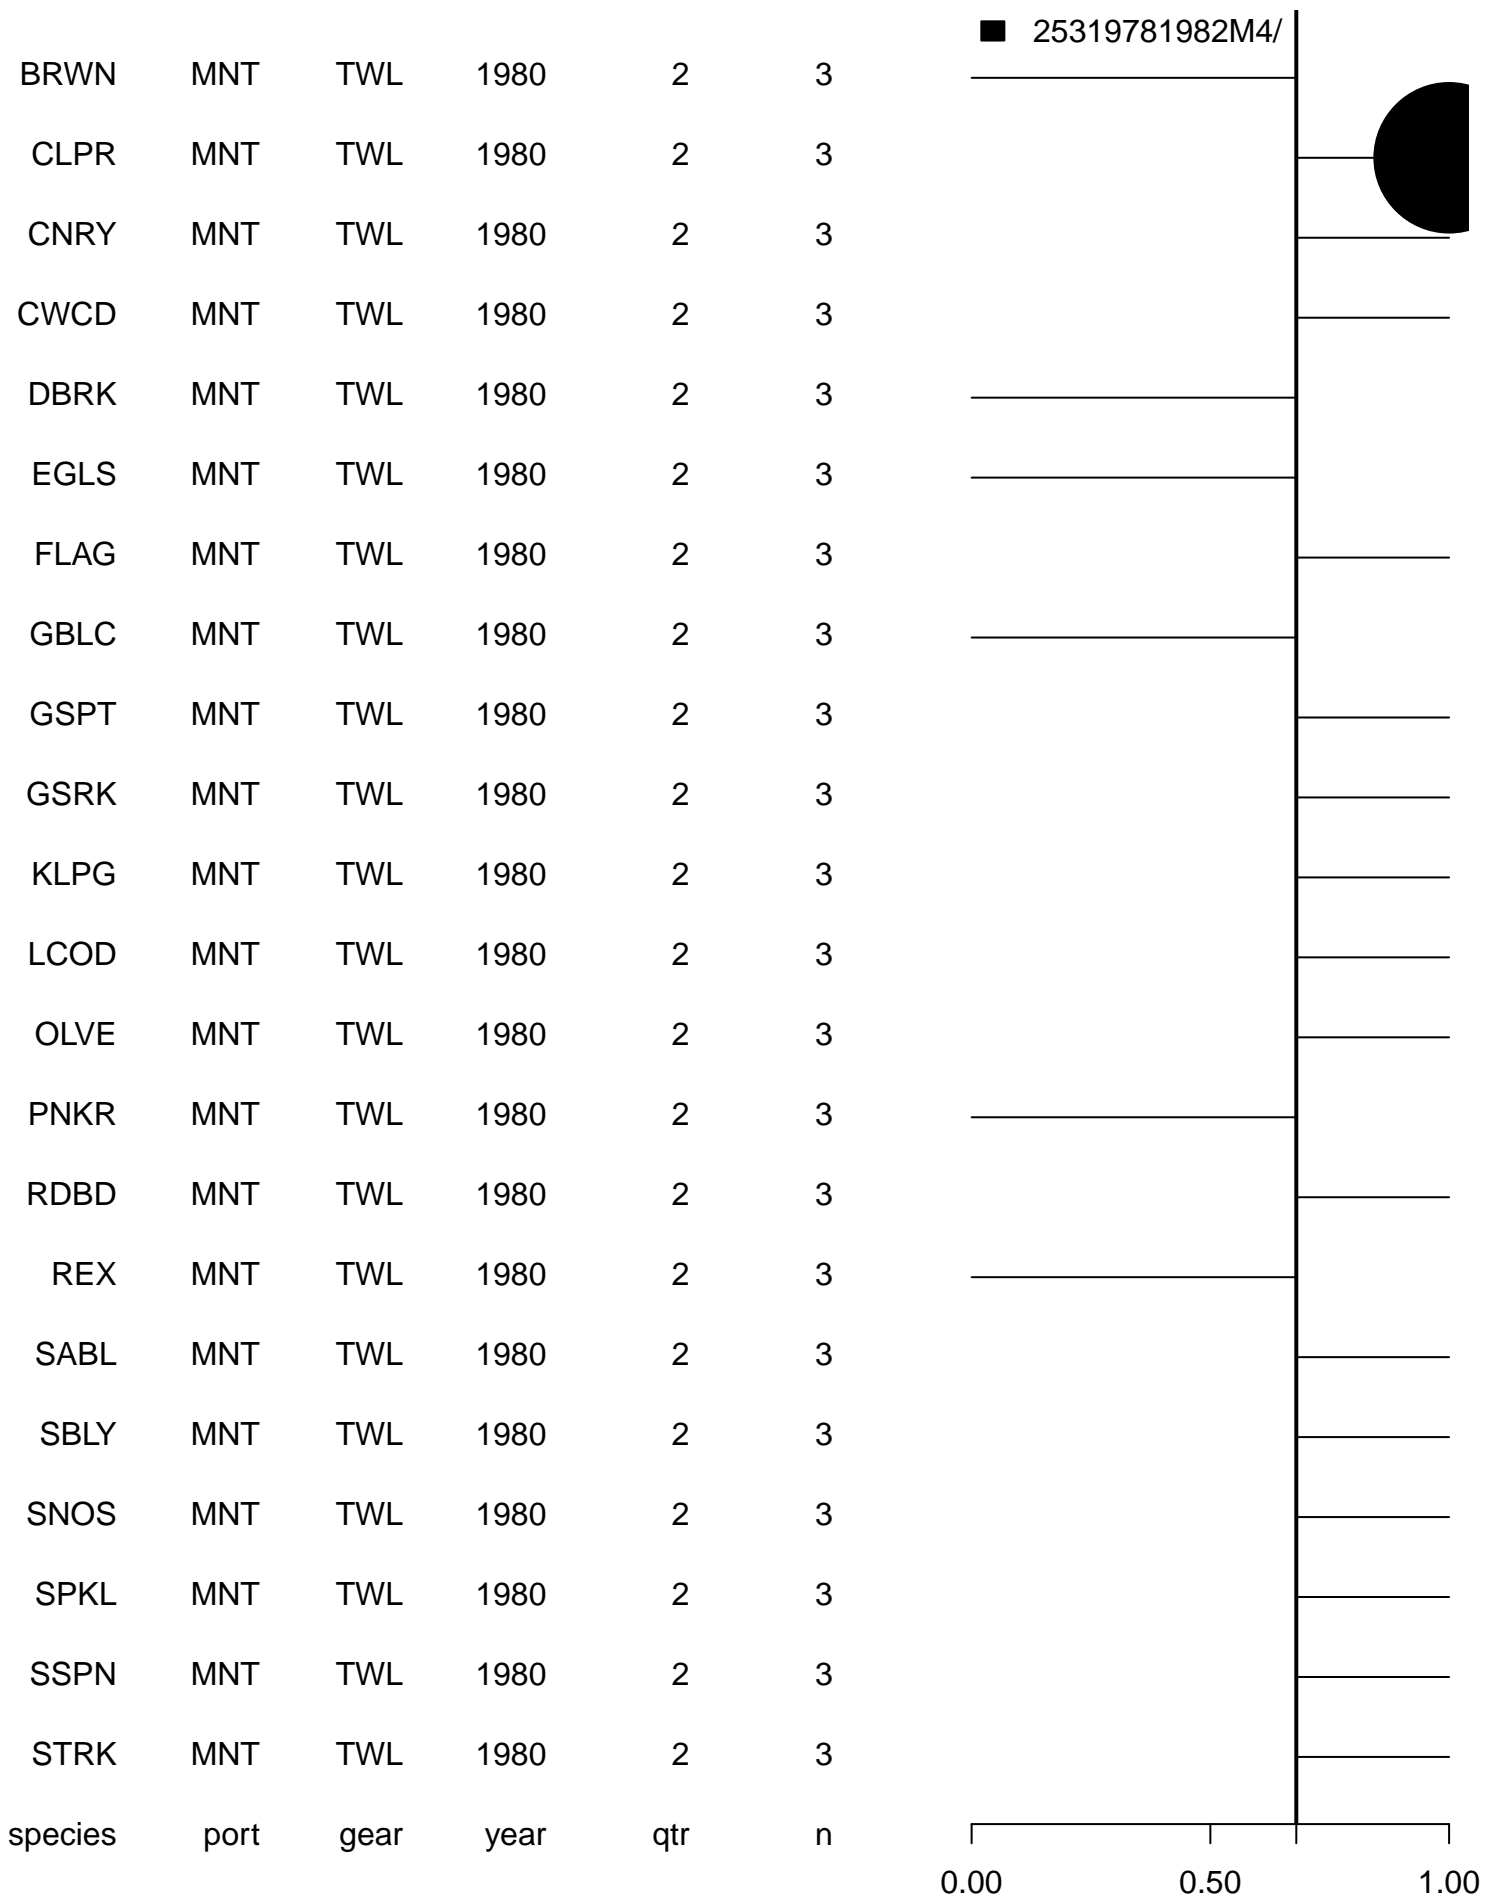 25319781982M4/
BRWN MNT TWL 1980 2 3
CLPR MNT TWL 1980 2 3
CNRY MNT TWL 1980 2 3
CWCD MNT TWL 1980 2 3
DBRK MNT TWL 1980 2 3
EGLS MNT TWL 1980 2 3
FLAG MNT TWL 1980 2 3
GBLC MNT TWL 1980 2 3
GSPT MNT TWL 1980 2 3
GSRK MNT TWL 1980 2 3
KLPG MNT TWL 1980 2 3
LCOD MNT TWL 1980 2 3
OLVE MNT TWL 1980 2 3
PNKR MNT TWL 1980 2 3
RDBD MNT TWL 1980 2 3
REX MNT TWL 1980 2 3
SABL MNT TWL 1980 2 3
SBLY MNT TWL 1980 2 3
SNOS MNT TWL 1980 2 3
SPKL MNT TWL 1980 2 3
SSPN MNT TWL 1980 2 3
STRK MNT TWL 1980 2 3
species port gear year qtr n
0.00 0.50 1.00